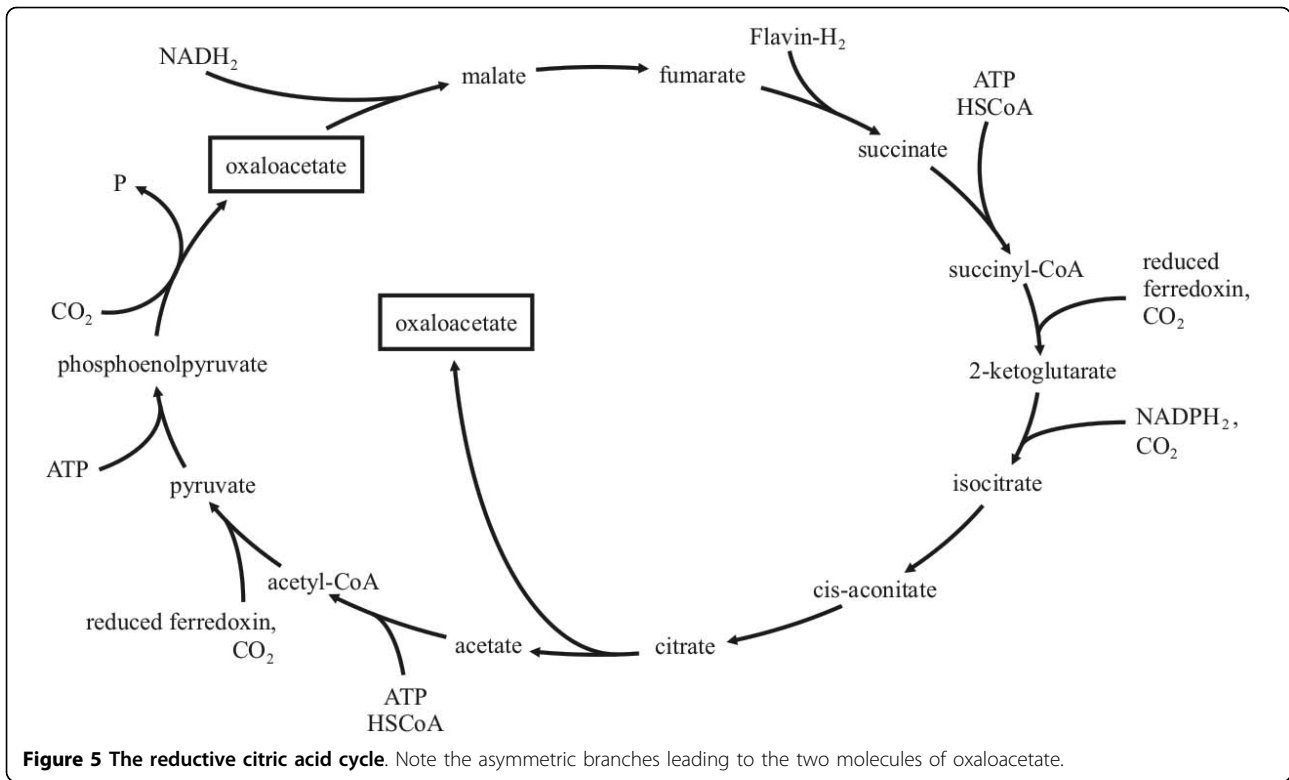 NADH₂
malate
fumarate
Flavin-H₂
ATP
HSCoA
succinate
oxaloacetate
P
succinyl-CoA
reduced
ferredoxin,
CO₂
CO₂
oxaloacetate
phosphoenolpyruvate
2-ketoglutarate
NADPH₂,
CO₂
ATP
pyruvate
isocitrate
acetyl-CoA
cis-aconitate
reduced ferredoxin,
CO₂
acetate
citrate
ATP
HSCoA
Figure 5 The reductive citric acid cycle. Note the asymmetric branches leading to the two molecules of oxaloacetate.